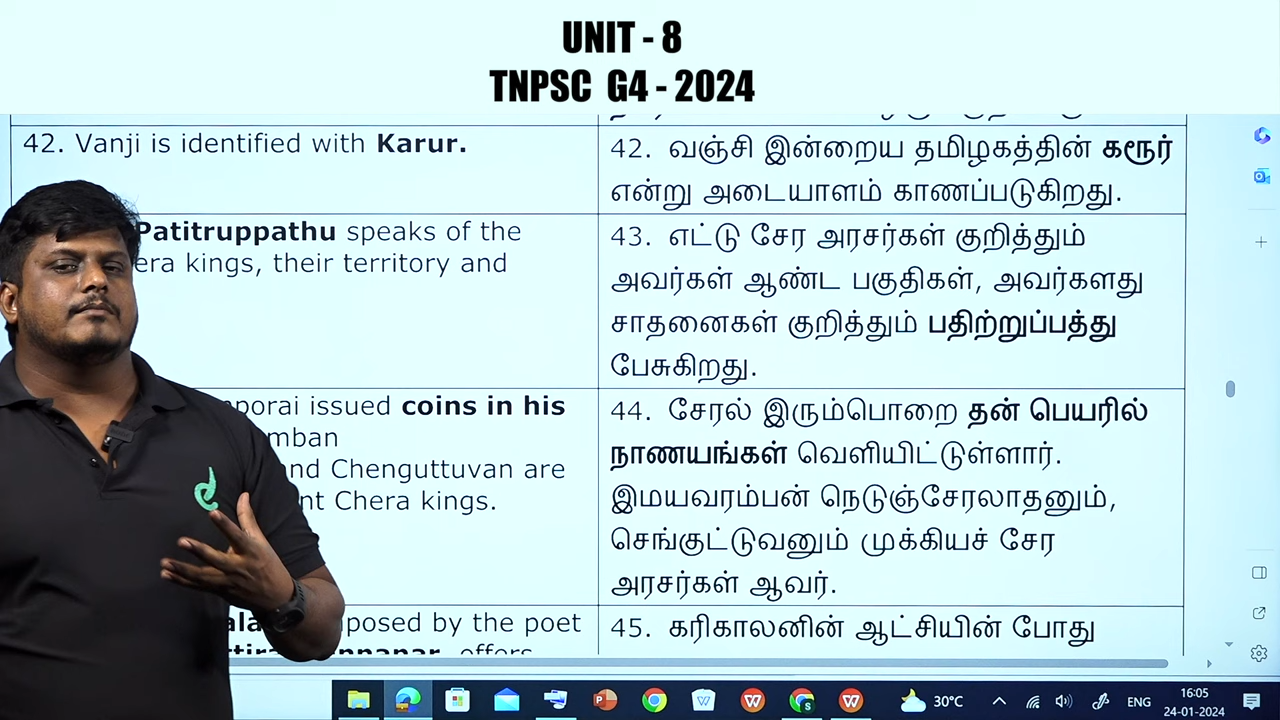 UNIT - 8
TNPSC G4 - 2024
42. Vanji is identified with Karur.
42. வஞ்சி இன்றைய தமிழகத்தின் கரூர்
என்று அடையாளம் காணப்படுகிறது.
Patitruppathu speaks of the
era kings, their territory and
43. எட்டு சேர அரசர்கள் குறித்தும்
அவர்கள் ஆண்ட பகுதிகள், அவர்களது
சாதனைகள் குறித்தும் பதிற்றுப்பத்து
பேசுகிறது.
mporai issued coins in his
mban
and Chenguttuvan are
nt Chera kings.
44. சேரல் இரும்பொறை தன் பெயரில்
நாணயங்கள் வெளியிட்டுள்ளார்.
இமயவரம்பன் நெடுஞ்சேரலாதனும்,
செங்குட்டுவனும் முக்கியச் சேர
அரசர்கள் ஆவர்.
posed by the poet
offers
45. கரிகாலனின் ஆட்சியின் போது
30°C
ENG
16:05
24-01-2024